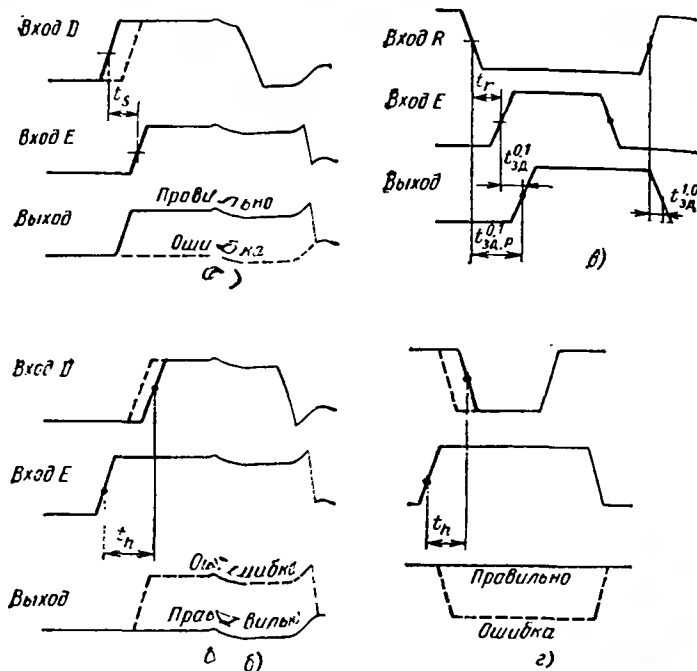 Вход D
t_s
Вход E
Выход
Правильно
Ошибка
а)
Вход R
t_r
Вход E
t_зд^0,1
Выход
t_зд^1,0
t_зд.р^0,1
в)
Вход D
Вход E
t_h
Выход
Ошибка
Правильно
б)
t_h
Правильно
Ошибка
г)